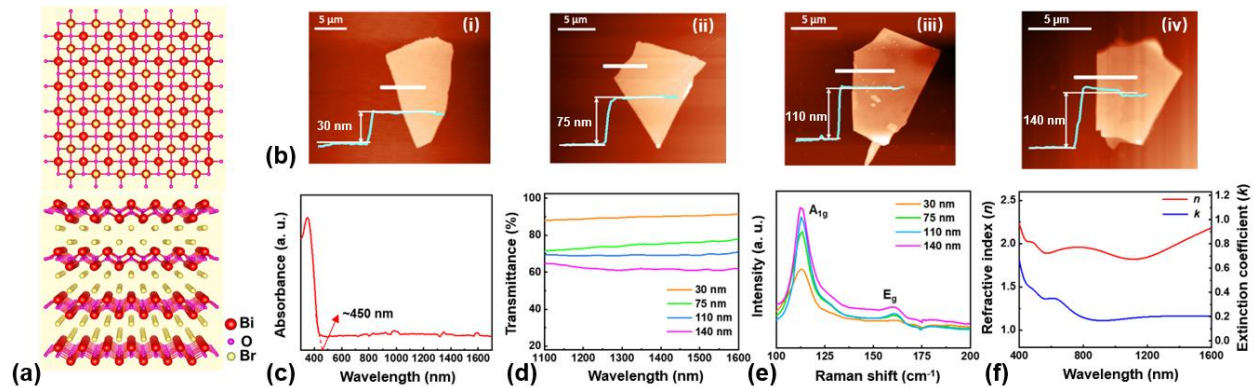 Bi
O
Br
(a)
(b)
5 μm
(i)
30 nm
5 μm
(ii)
75 nm
5 μm
(iii)
110 nm
5 μm
(iv)
140 nm
Absorbance (a. u.)
~450 nm
400 600 800 1000 1200 1400 1600
Wavelength (nm)
(c)
Transmittance (%)
100
80
60
40
20
0
30 nm
75 nm
110 nm
140 nm
1100 1200 1300 1400 1500 1600
Wavelength (nm)
(d)
Intensity (a. u.)
A1g
Eg
30 nm
75 nm
110 nm
140 nm
100 125 150 175 200
Raman shift (cm⁻¹)
(e)
Refractive index (n)
2.5
2.0
1.5
1.0
n
k
Extinction coefficient (k)
1.2
1.0
0.8
0.6
0.4
0.2
0.0
400 800 1200 1600
Wavelength (nm)
(f)